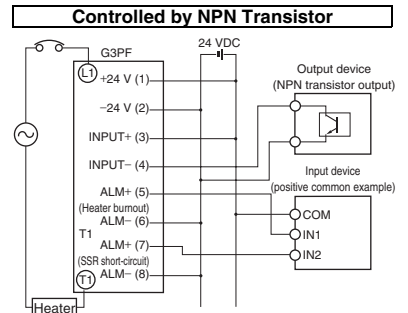 Controlled by NPN Transistor
24 VDC
G3PF
L1
+24 V (1)
−24 V (2)
INPUT+ (3)
INPUT− (4)
ALM+ (5)
(Heater burnout)
ALM− (6)
T1
ALM+ (7)
(SSR short-circuit)
T1
ALM− (8)
Heater
Output device
(NPN transistor output)
Input device
(positive common example)
COM
IN1
IN2